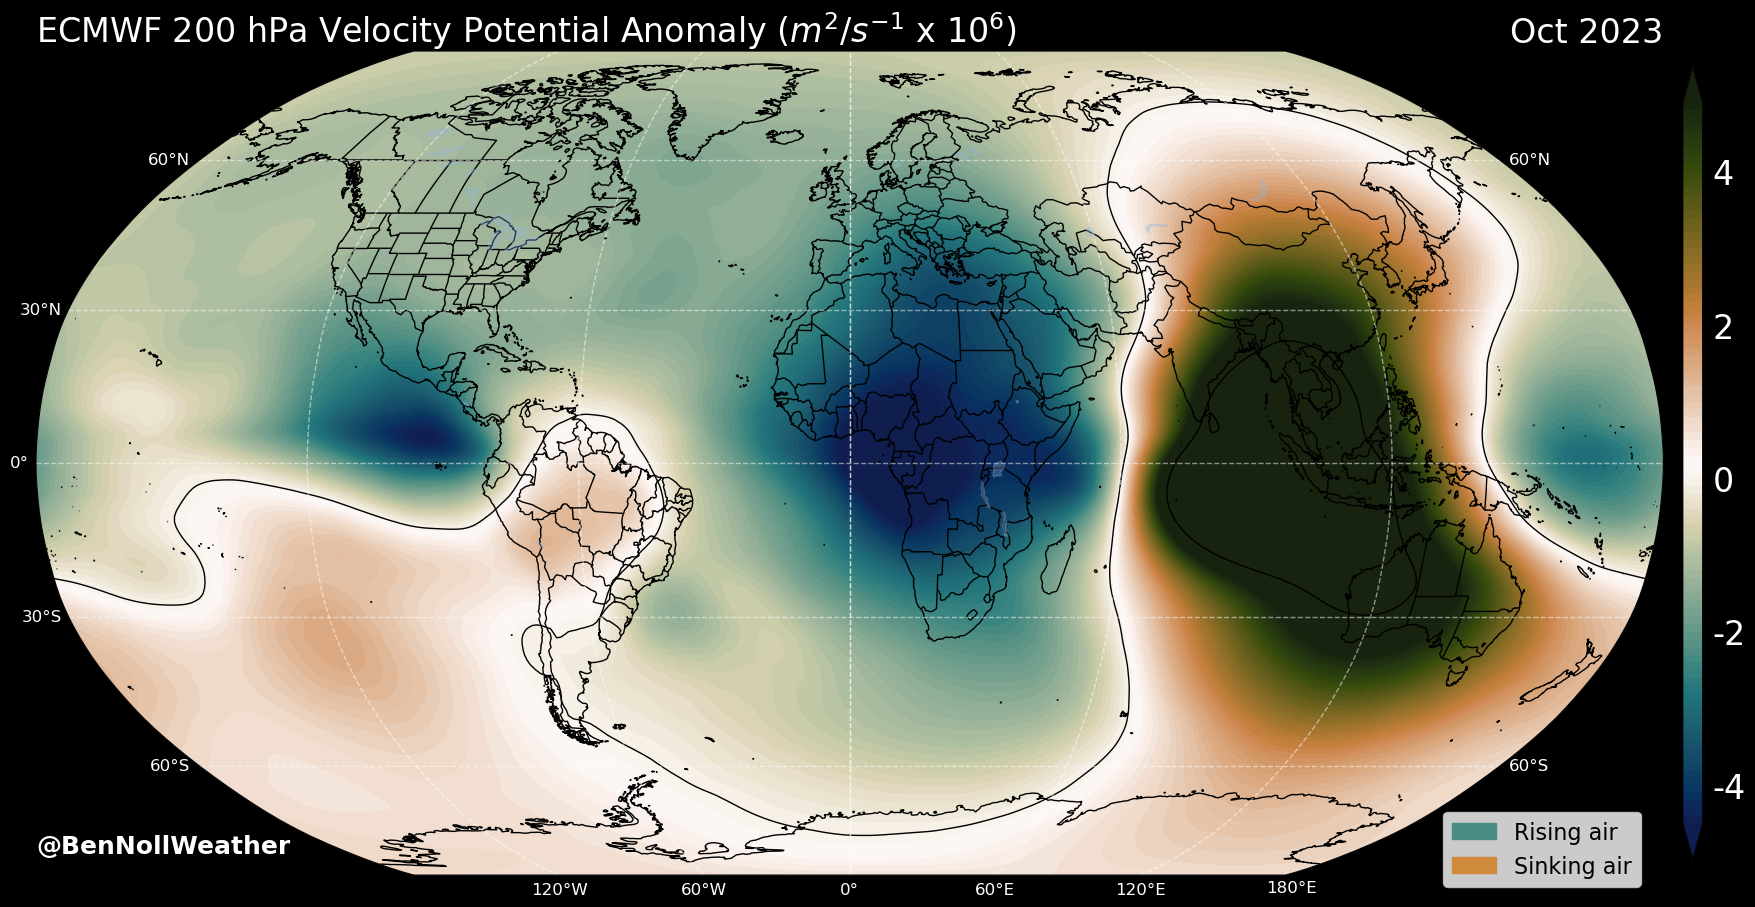 ECMWF 200 hPa Velocity Potential Anomaly (m²/s⁻¹ x 10⁶)
Oct 2023
60°N
60°N
4
30°N
2
0°
0
30°S
-2
60°S
60°S
-4
Rising air
@BenNollWeather
Sinking air
120°W
60°W
0°
60°E
120°E
180°E